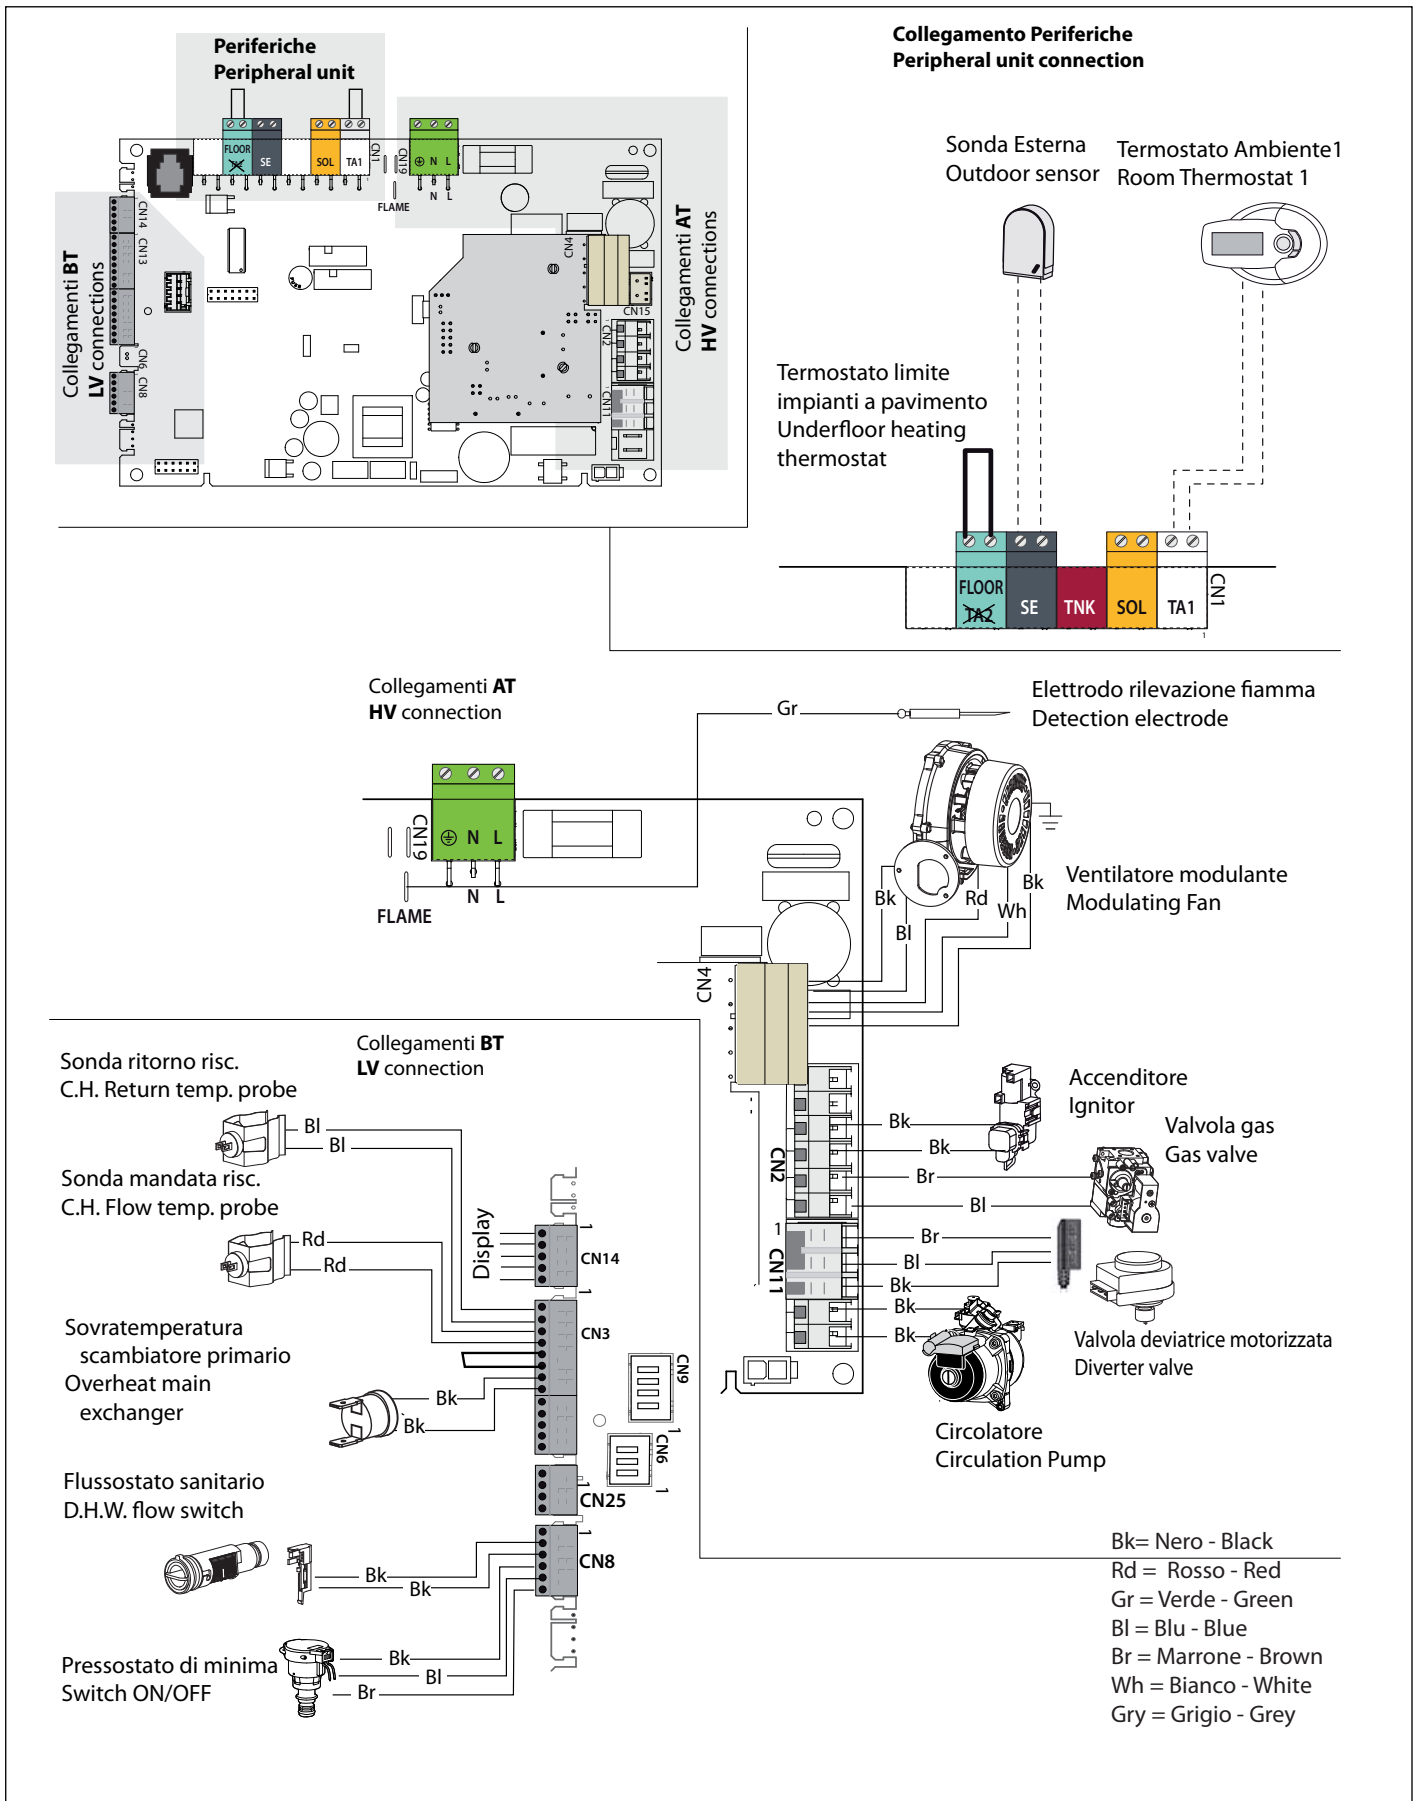 Periferiche
Peripheral unit
FLOOR
SE
SOL
TA1
CN1
CN19
N L
N L
FLAME
CN14
CN13
CN6
CN8
Collegamenti BT
LV connections
CN4
CN15
CN2
CN11
Collegamenti AT
HV connections
Collegamento Periferiche
Peripheral unit connection
Sonda Esterna
Outdoor sensor
Termostato Ambiente1
Room Thermostat 1
Termostato limite
impianti a pavimento
Underfloor heating
thermostat
FLOOR
TA2
SE
TNK
SOL
TA1
CN1
1
Collegamenti AT
HV connection
Gr
Elettrodo rilevazione fiamma
Detection electrode
CN19
N L
N L
FLAME
Bk
Bl
Rd
Wh
Bk
Ventilatore modulante
Modulating Fan
CN4
Accenditore
Ignitor
Bk
Bk
Valvola gas
Gas valve
Br
Bl
CN2
1
CN11
Br
Bl
Bk
Valvola deviatrice motorizzata
Diverter valve
Bk
Bk
Circolatore
Circulation Pump
Collegamenti BT
LV connection
Sonda ritorno risc.
C.H. Return temp. probe
Bl
Bl
Sonda mandata risc.
C.H. Flow temp. probe
Rd
Rd
Display
1
CN14
1
CN3
Sovratemperatura
scambiatore primario
Overheat main
exchanger
Bk
Bk
CN9
1
CN6
1
Flussostato sanitario
D.H.W. flow switch
1
CN25
1
CN8
Bk
Bk
Pressostato di minima
Switch ON/OFF
Bk
Bl
Br
Bk= Nero - Black
Rd = Rosso - Red
Gr = Verde - Green
Bl = Blu - Blue
Br = Marrone - Brown
Wh = Bianco - White
Gry = Grigio - Grey